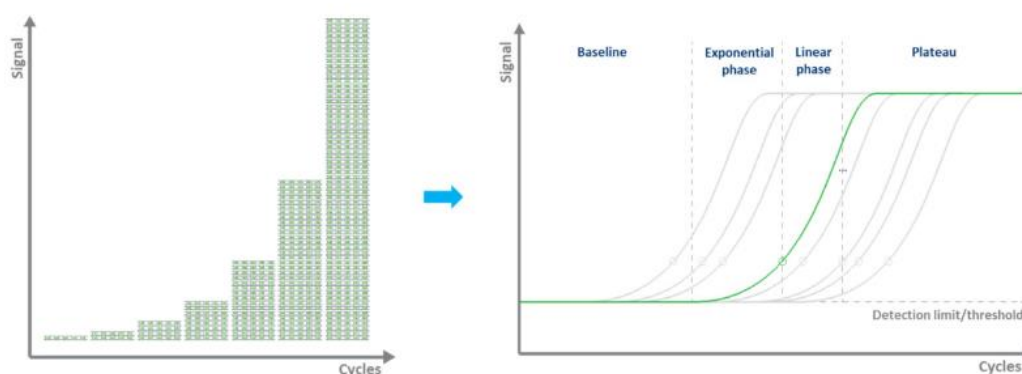 Signal
Cycles
Signal
Baseline
Exponential
phase
Linear
phase
Plateau
Detection limit/threshold
Cycles